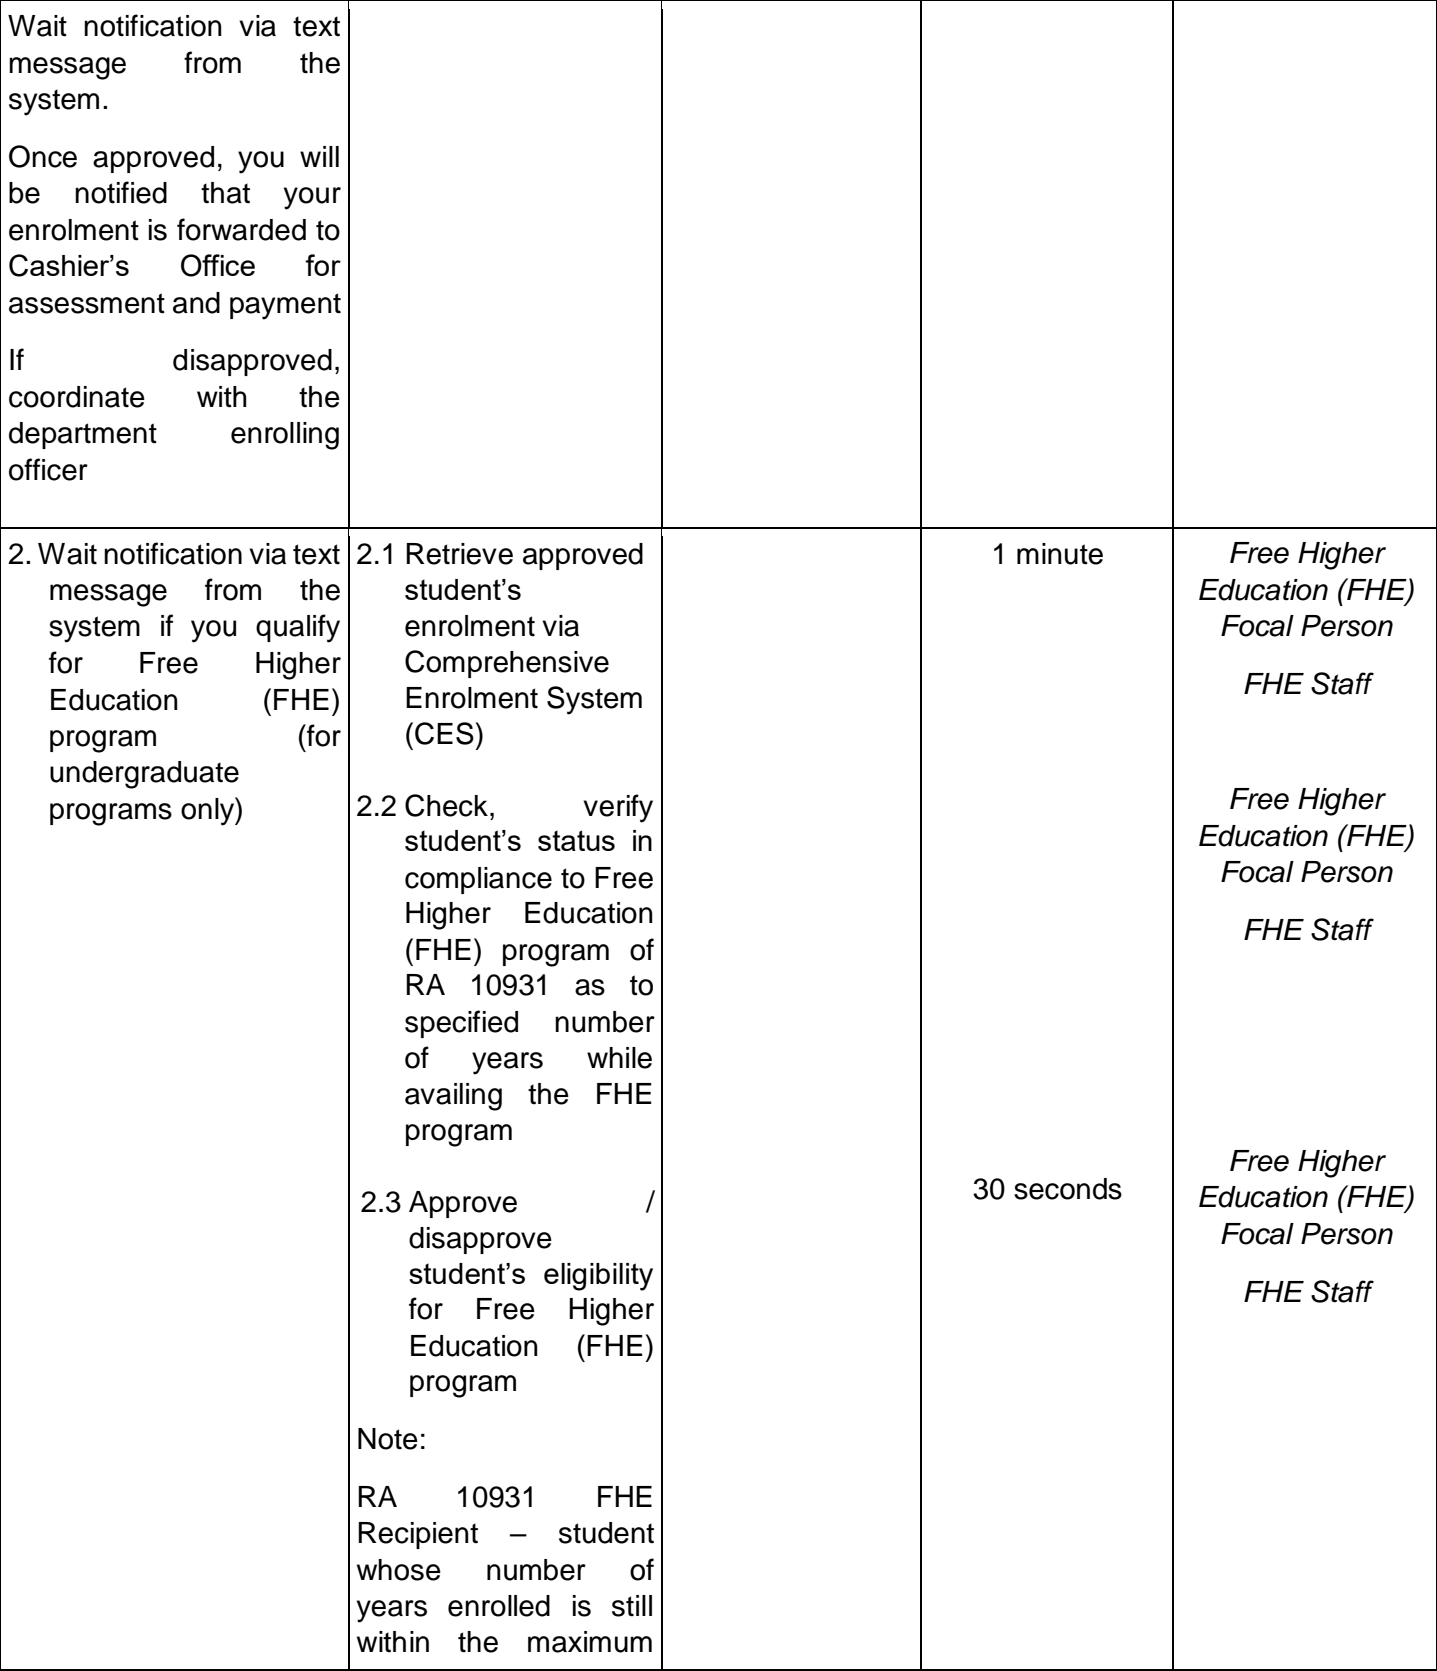 Wait notification via text
message from the
system.
Once approved, you will
be notified that your
enrolment is forwarded to
Cashier’s Office for
assessment and payment
If disapproved,
coordinate with the
department enrolling
officer
2. Wait notification via text
message from the
system if you qualify
for Free Higher
Education (FHE)
program (for
undergraduate
programs only)
2.1 Retrieve approved
student’s
enrolment via
Comprehensive
Enrolment System
(CES)
2.2 Check, verify
student’s status in
compliance to Free
Higher Education
(FHE) program of
RA 10931 as to
specified number
of years while
availing the FHE
program
2.3 Approve /
disapprove
student’s eligibility
for Free Higher
Education (FHE)
program
Note:
RA 10931 FHE
Recipient – student
whose number of
years enrolled is still
within the maximum
1 minute
30 seconds
Free Higher
Education (FHE)
Focal Person
FHE Staff
Free Higher
Education (FHE)
Focal Person
FHE Staff
Free Higher
Education (FHE)
Focal Person
FHE Staff